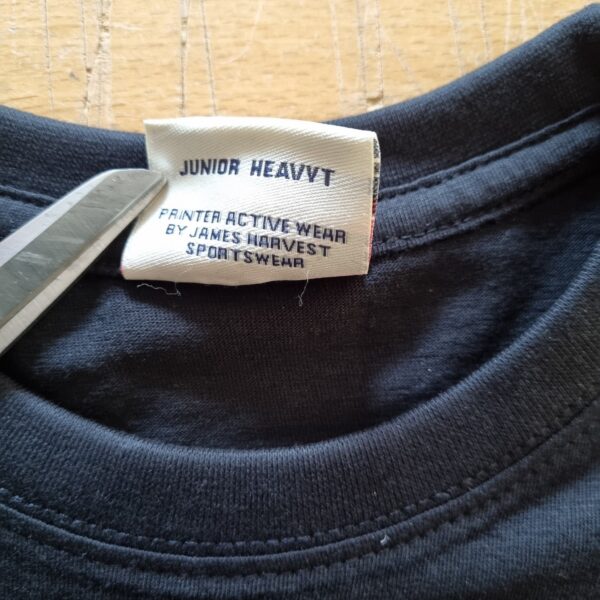 JUNIOR HEAVVT
PRINTER ACTIVE WEAR
BY JAMES HARVEST
SPORTSWEAR